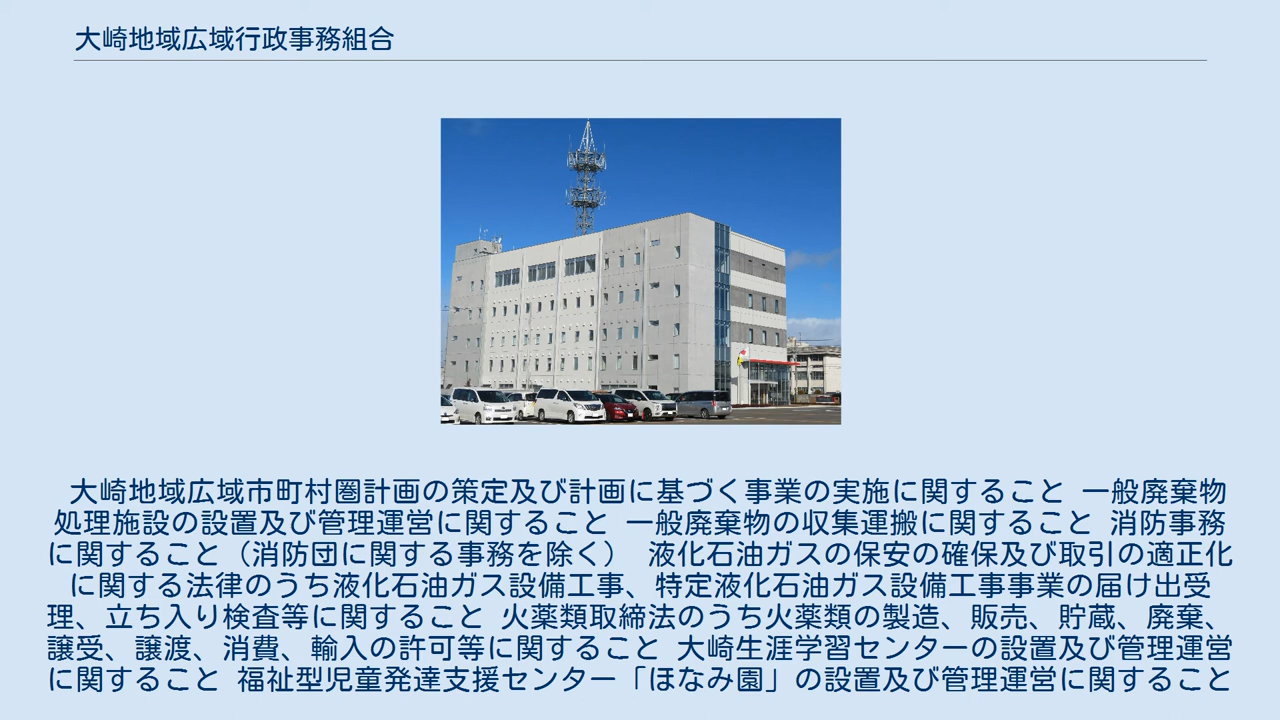 大崎地域広域行政事務組合
大崎地域広域市町村圏計画の策定及び計画に基づく事業の実施に関すること 一般廃棄物
処理施設の設置及び管理運営に関すること 一般廃棄物の収集運搬に関すること 消防事務
に関すること（消防団に関する事務を除く） 液化石油ガスの保安の確保及び取引の適正化
に関する法律のうち液化石油ガス設備工事、特定液化石油ガス設備工事事業の届け出受
理、立ち入り検査等に関すること 火薬類取締法のうち火薬類の製造、販売、貯蔵、廃棄、
譲受、譲渡、消費、輸入の許可等に関すること 大崎生涯学習センターの設置及び管理運営
に関すること 福祉型児童発達支援センター「ほなみ園」の設置及び管理運営に関すること